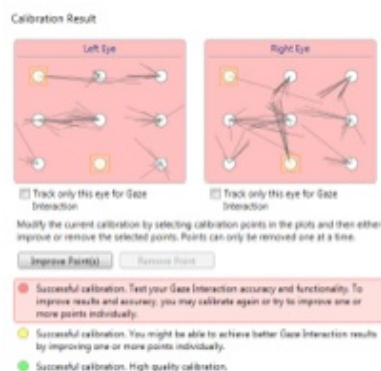 Calibration Result
Left Eye
Right Eye
Track only this eye for Gaze
Interaction
Track only this eye for Gaze
Interaction
Modify the current calibration by selecting calibration points in the plots and then either
improve or remove the selected points. Points can only be removed one at a time.
Improve Point(s)
Remove Point
Successful calibration. Test your Gaze Interaction accuracy and functionality. To
improve results and accuracy, you may calibrate again or try to improve one or
more points individually.
Successful calibration. You might be able to achieve better Gaze Interaction results
by improving one or more points individually.
Successful calibration. High quality calibration.